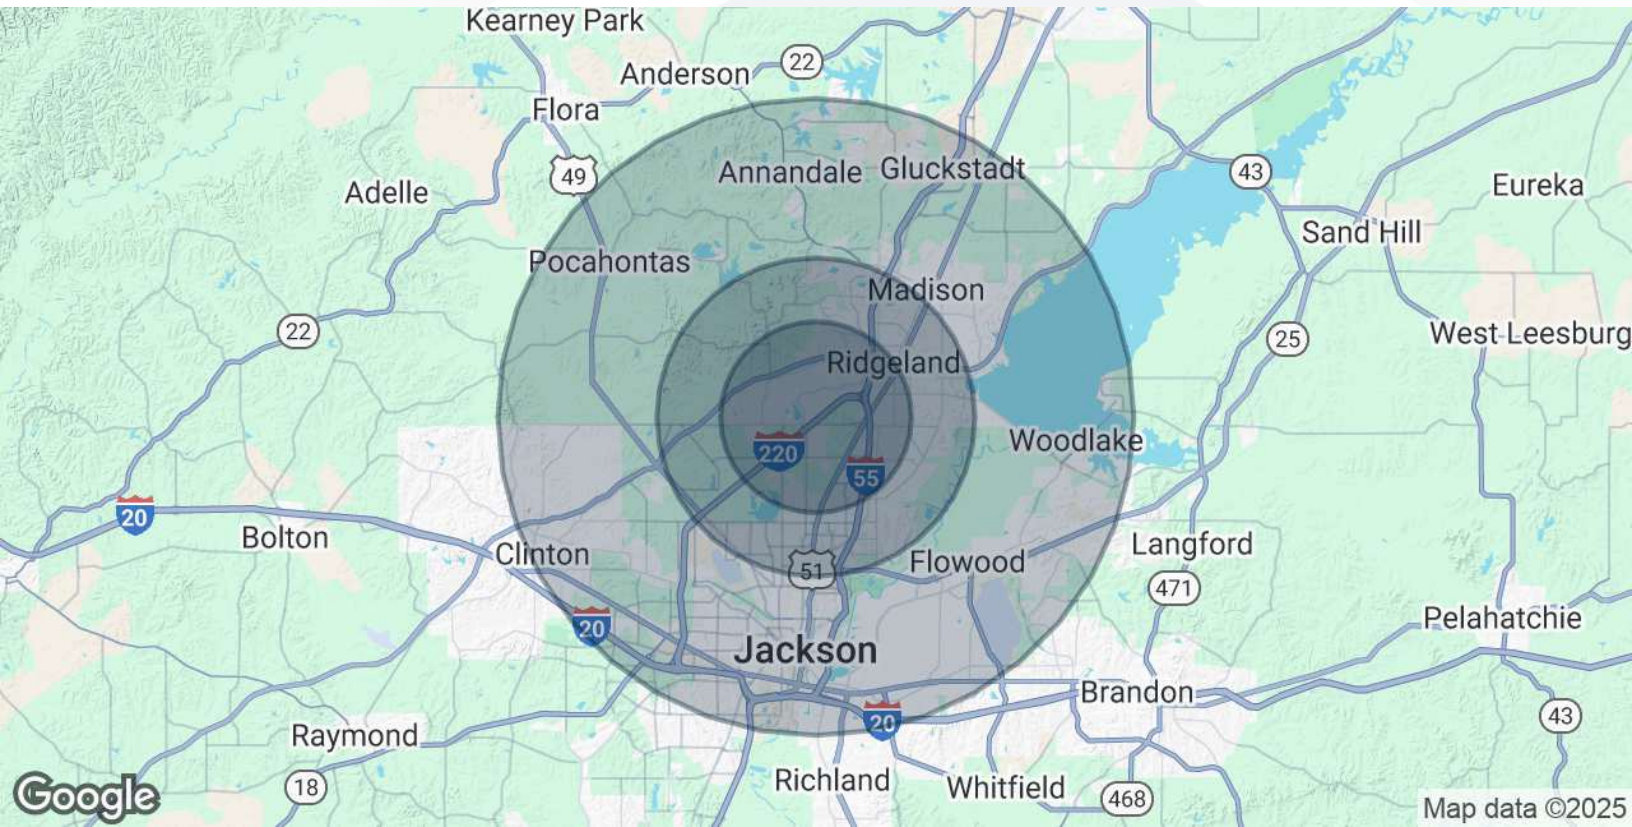 Kearney Park
Anderson
22
Flora
49
Annandale
Gluckstadt
43
Adelle
Eureka
Sand Hill
Pocahontas
Madison
22
25
West Leesburg
Ridgeland
Woodlake
220
55
20
Bolton
Clinton
Flowood
Langford
51
471
20
Pelahatchie
Jackson
Brandon
20
43
Raymond
Richland
Whitfield
18
468
Google
Map data ©2025